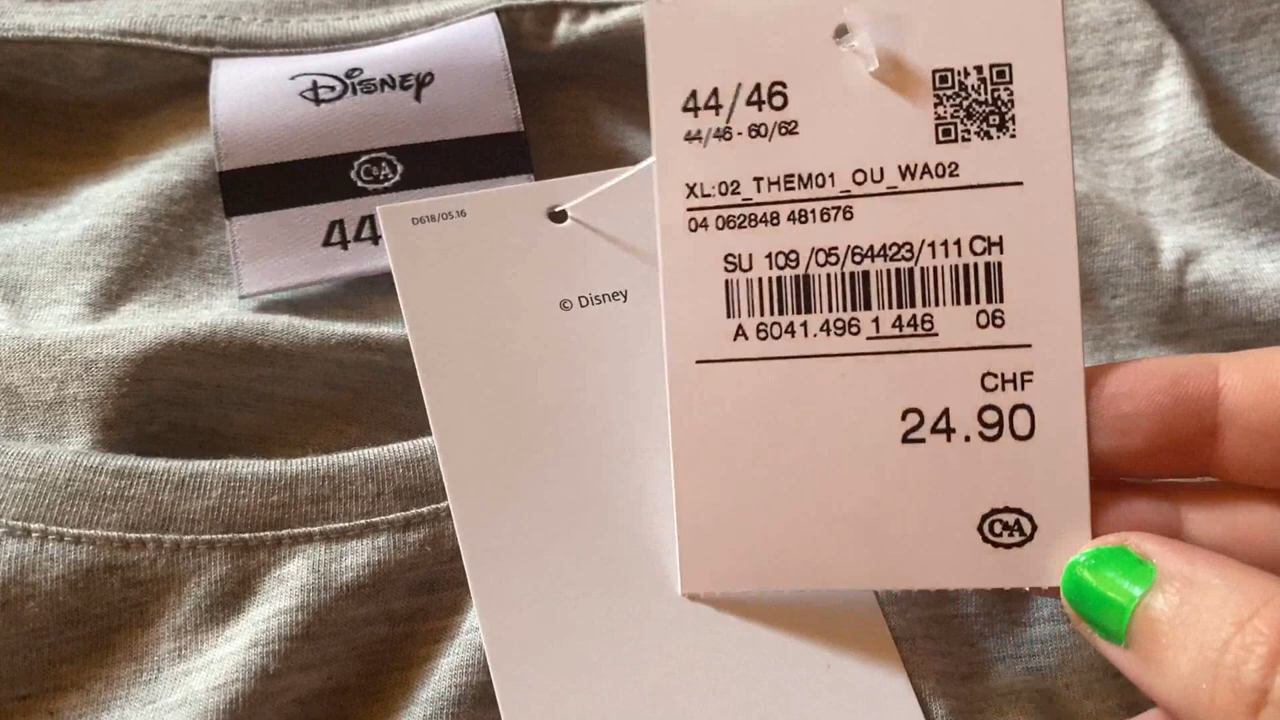 Disney
C&A
44
D618/05.16
© Disney
44/46
44/46 - 60/62
XL:02_THEM01_OU_WA02
04 062848 481676
SU 109/05/64423/111 CH
A 6041.496 1 446 06
CHF
24.90
C&A